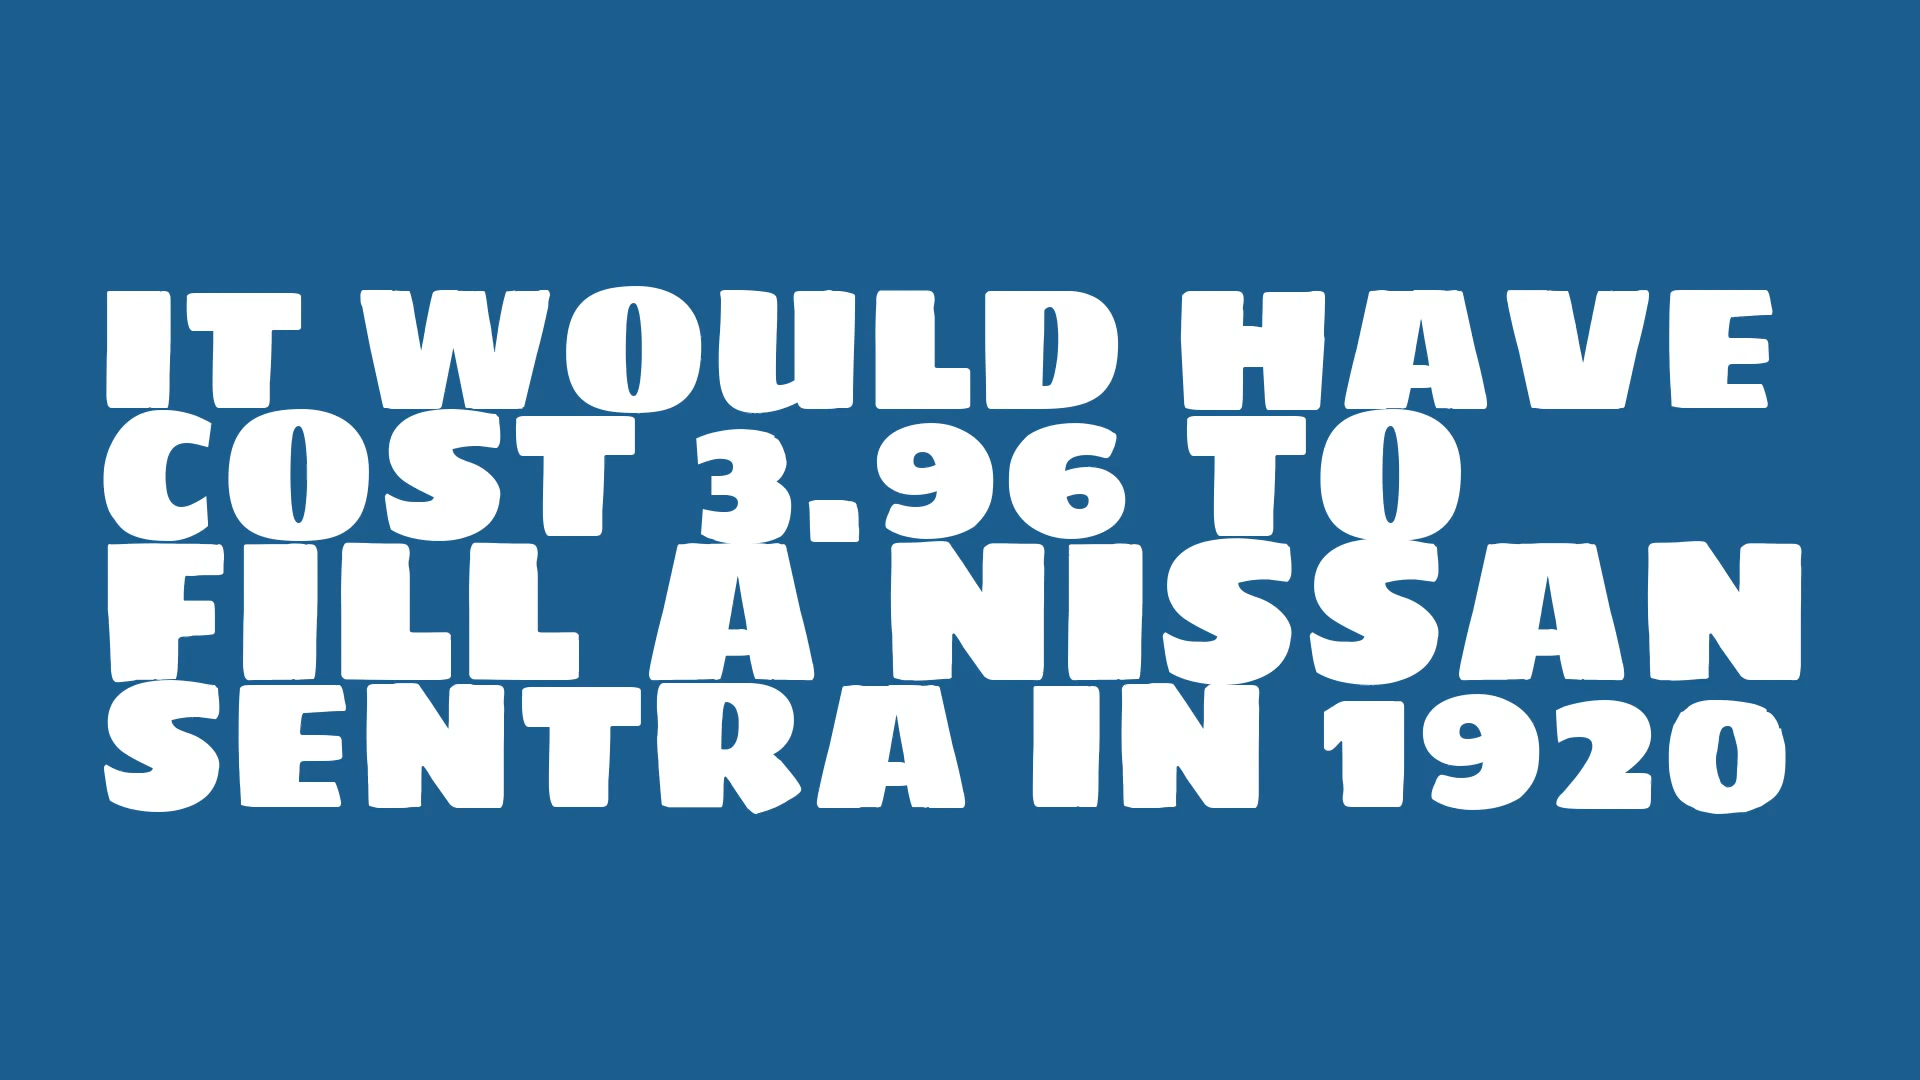 IT WOULD HAVE
COST 3.96 TO
FILL A NISSAN
SENTRA IN 1920